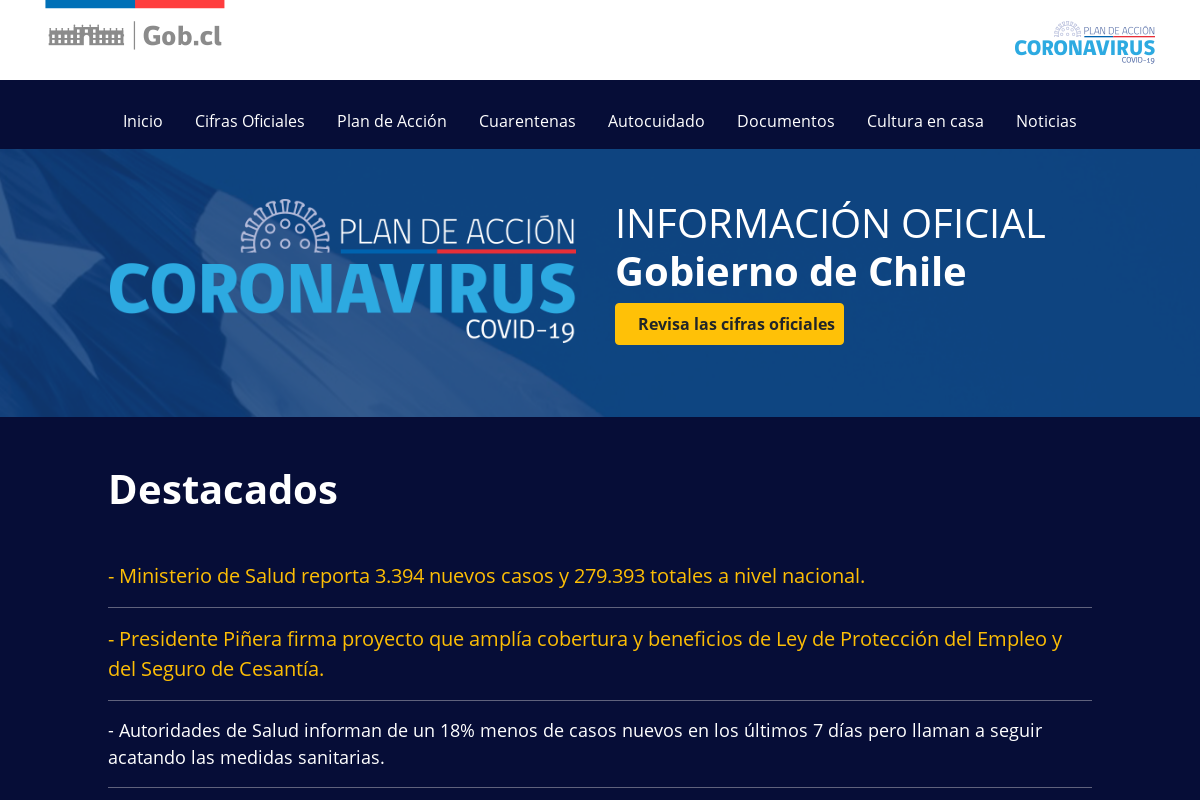 Gob.cl
PLAN DE ACCIÓN
CORONAVIRUS
COVID-19
Inicio
Cifras Oficiales
Plan de Acción
Cuarentenas
Autocuidado
Documentos
Cultura en casa
Noticias
PLAN DE ACCIÓN
CORONAVIRUS
COVID-19
INFORMACIÓN OFICIAL
Gobierno de Chile
Revisa las cifras oficiales
Destacados
- Ministerio de Salud reporta 3.394 nuevos casos y 279.393 totales a nivel nacional.
- Presidente Piñera firma proyecto que amplía cobertura y beneficios de Ley de Protección del Empleo y
del Seguro de Cesantía.
- Autoridades de Salud informan de un 18% menos de casos nuevos en los últimos 7 días pero llaman a seguir
acatando las medidas sanitarias.